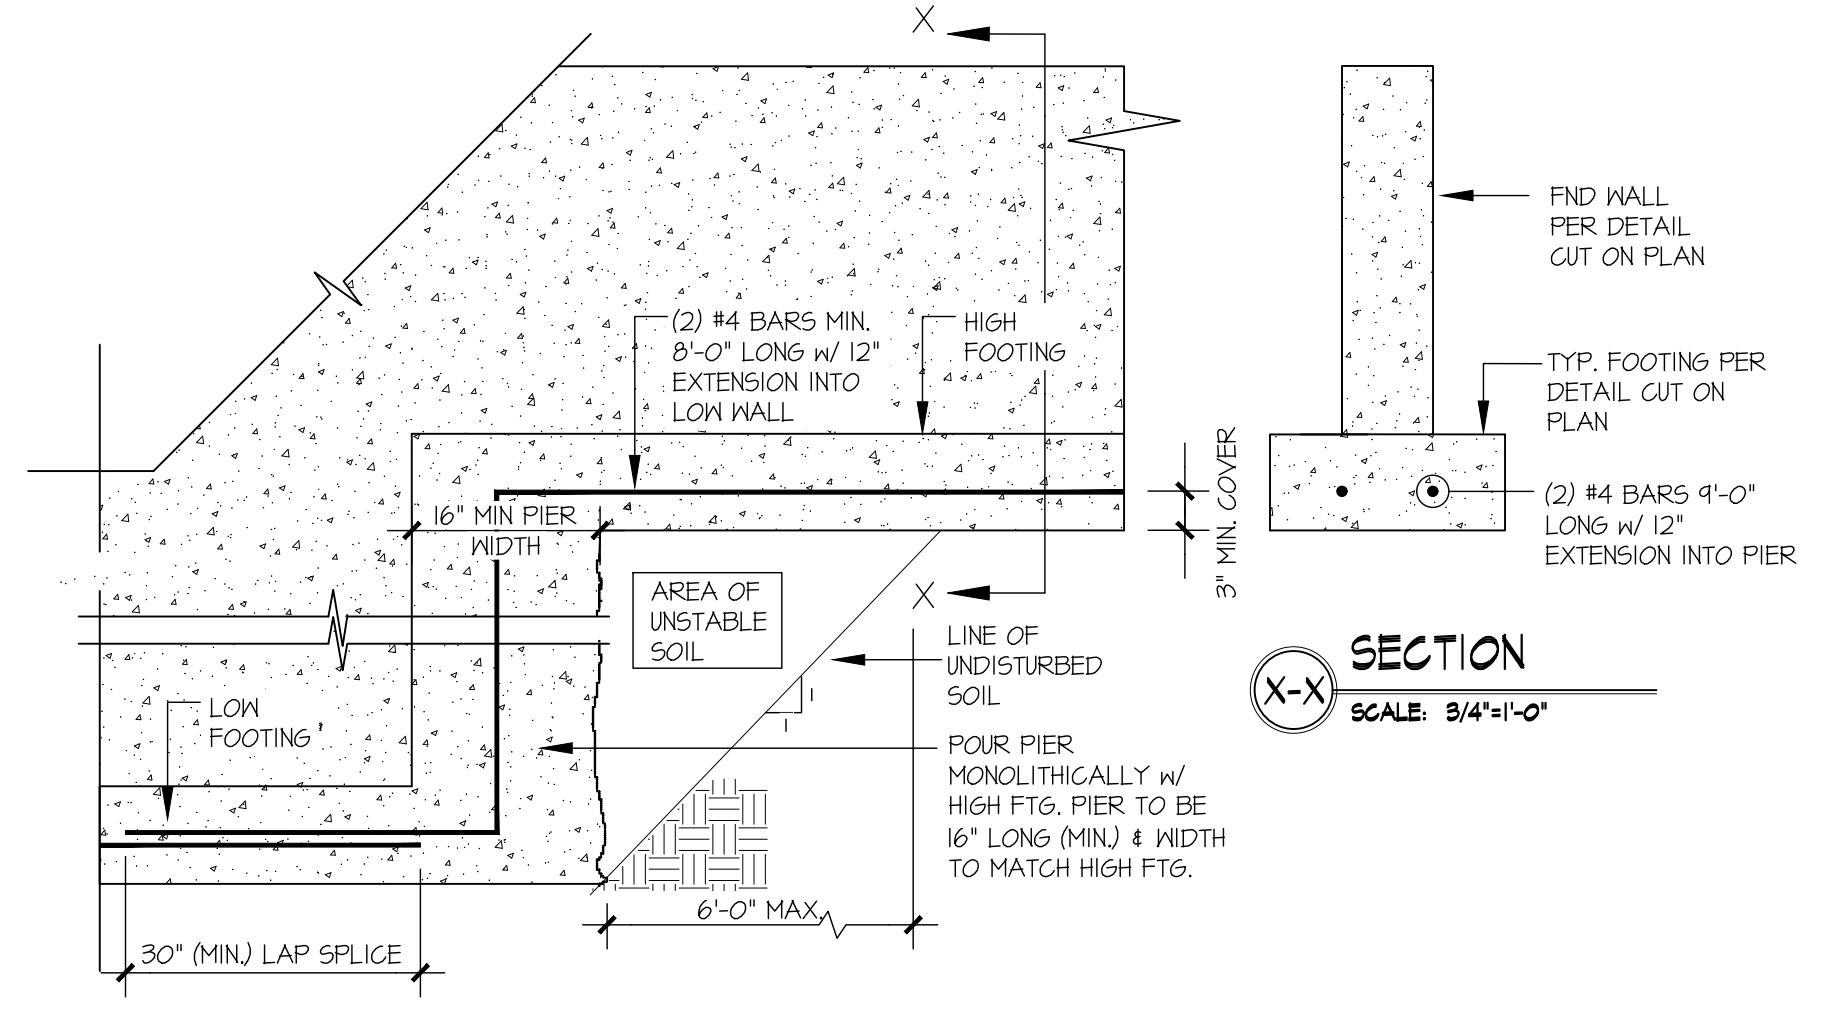 X
(2) #4 BARS MIN.
8'-0" LONG w/ 12"
EXTENSION INTO
LOW WALL
HIGH
FOOTING
16" MIN PIER
WIDTH
AREA OF
UNSTABLE
SOIL
X
LINE OF
UNDISTURBED
SOIL
1
1
LOW
FOOTING
POUR PIER
MONOLITHICALLY w/
HIGH FTG. PIER TO BE
16" LONG (MIN.) & WIDTH
TO MATCH HIGH FTG.
6'-0" MAX.
30" (MIN.) LAP SPLICE
3" MIN. COVER
FND WALL
PER DETAIL
CUT ON PLAN
TYP. FOOTING PER
DETAIL CUT ON
PLAN
(2) #4 BARS 9'-0"
LONG w/ 12"
EXTENSION INTO PIER
X-X
SECTION
SCALE: 3/4"=1'-0"